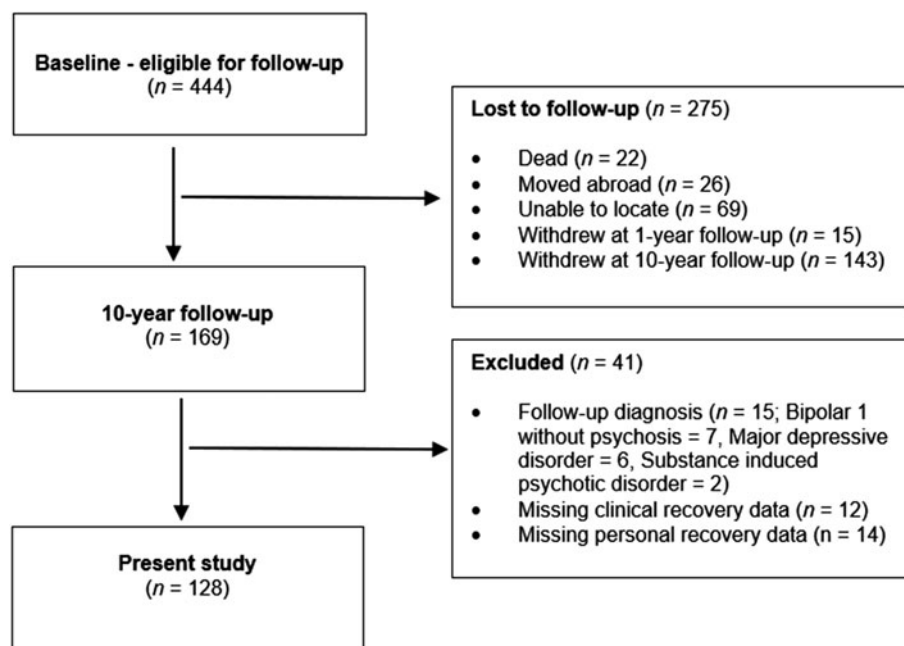 Baseline - eligible for follow-up
(n = 444)
Lost to follow-up (n = 275)
• Dead (n = 22)
• Moved abroad (n = 26)
• Unable to locate (n = 69)
• Withdrew at 1-year follow-up (n = 15)
• Withdrew at 10-year follow-up (n = 143)
10-year follow-up
(n = 169)
Excluded (n = 41)
• Follow-up diagnosis (n = 15; Bipolar 1
without psychosis = 7, Major depressive
disorder = 6, Substance induced
psychotic disorder = 2)
• Missing clinical recovery data (n = 12)
• Missing personal recovery data (n = 14)
Present study
(n = 128)